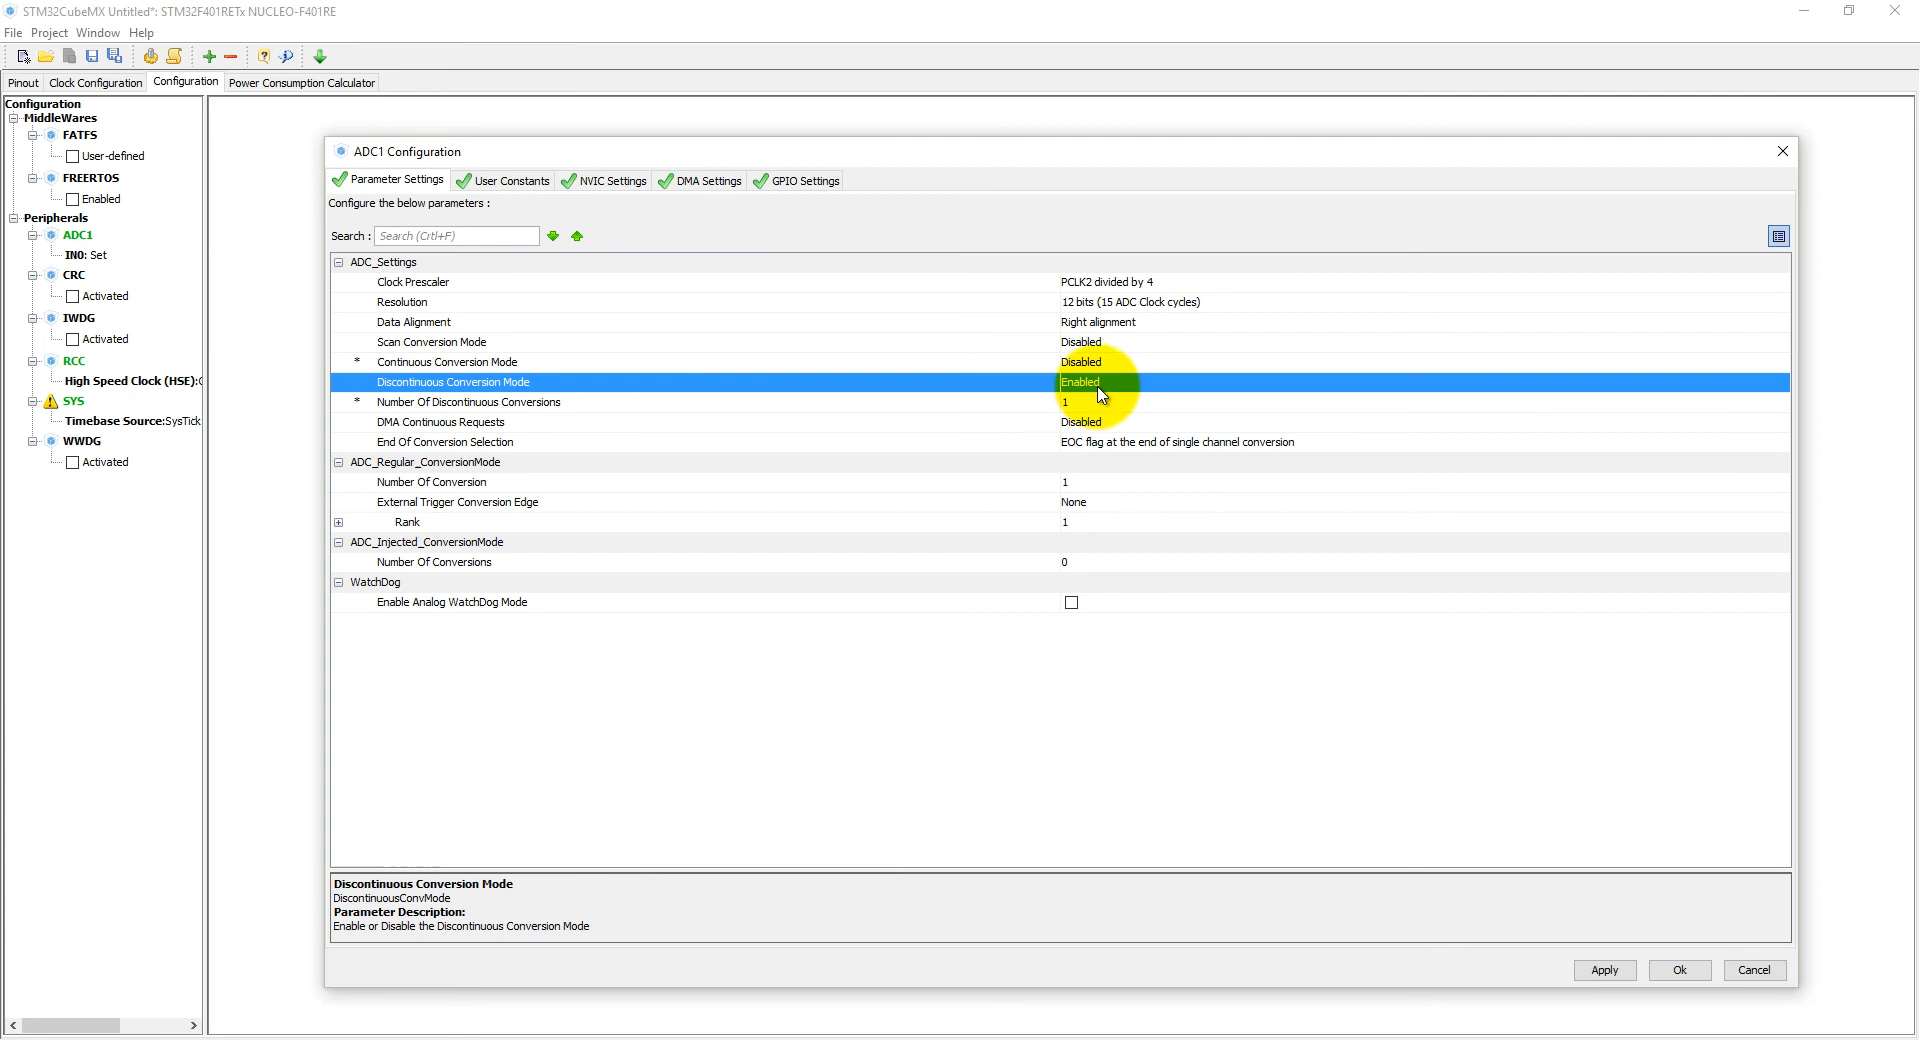 STM32CubeMX Untitled*: STM32F401RETx NUCLEO-F401RE
File Project Window Help
Pinout Clock Configuration Configuration Power Consumption Calculator
Configuration
MiddleWares
FATFS
User-defined
FREERTOS
Enabled
Peripherals
ADC1
IN0: Set
CRC
Activated
IWDG
Activated
RCC
High Speed Clock (HSE):
SYS
Timebase Source:SysTick
WWDG
Activated
ADC1 Configuration
Parameter Settings User Constants NVIC Settings DMA Settings GPIO Settings
Configure the below parameters :
Search : Search (Crtl+F)
ADC_Settings
Clock Prescaler PCLK2 divided by 4
Resolution 12 bits (15 ADC Clock cycles)
Data Alignment Right alignment
Scan Conversion Mode Disabled
* Continuous Conversion Mode Disabled
Discontinuous Conversion Mode Enabled
* Number Of Discontinuous Conversions 1
DMA Continuous Requests Disabled
End Of Conversion Selection EOC flag at the end of single channel conversion
ADC_Regular_ConversionMode
Number Of Conversion 1
External Trigger Conversion Edge None
Rank 1
ADC_Injected_ConversionMode
Number Of Conversions 0
WatchDog
Enable Analog WatchDog Mode
Discontinuous Conversion Mode
DiscontinuousConvMode
Parameter Description:
Enable or Disable the Discontinuous Conversion Mode
Apply Ok Cancel